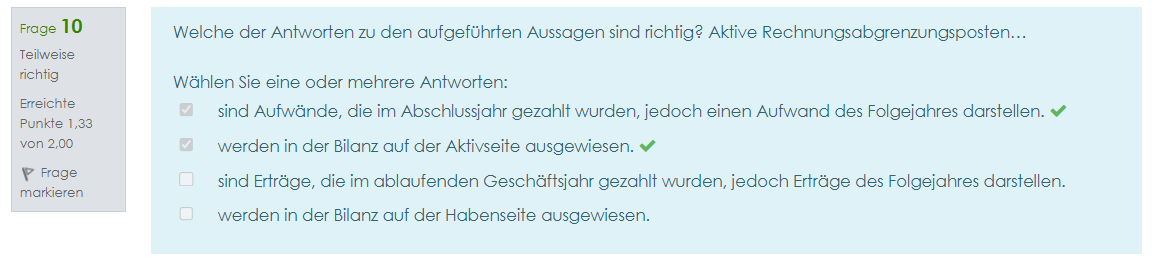 Frage 10
Teilweise
richtig
Erreichte
Punkte 1,33
von 2,00
Frage
markieren
Welche der Antworten zu den aufgeführten Aussagen sind richtig? Aktive Rechnungsabgrenzungsposten…
Wählen Sie eine oder mehrere Antworten:
sind Aufwände, die im Abschlussjahr gezahlt wurden, jedoch einen Aufwand des Folgejahres darstellen.
werden in der Bilanz auf der Aktivseite ausgewiesen.
sind Erträge, die im ablaufenden Geschäftsjahr gezahlt wurden, jedoch Erträge des Folgejahres darstellen.
werden in der Bilanz auf der Habenseite ausgewiesen.